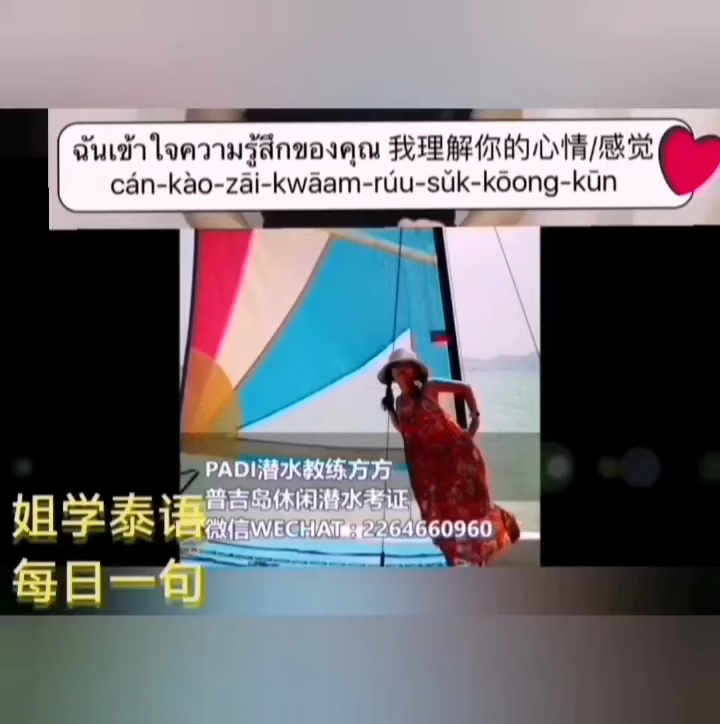 ฉันเข้าใจความรู้สึกของคุณ 我理解你的心情/感觉
cán-kào-zāi-kwāam-rúu-sǔk-kōong-kūn
PADI潜水教练方方
普吉岛休闲潜水考证
微信WECHAT：2264660960
姐学泰语
每日一句